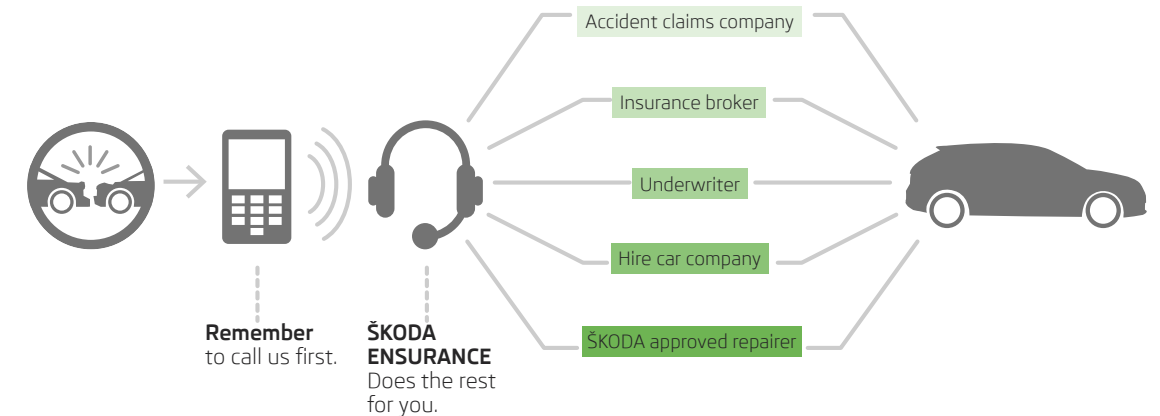 Accident claims company
Insurance broker
Underwriter
Hire car company
ŠKODA approved repairer
Remember
to call us first.
ŠKODA
ENSURANCE
Does the rest
for you.